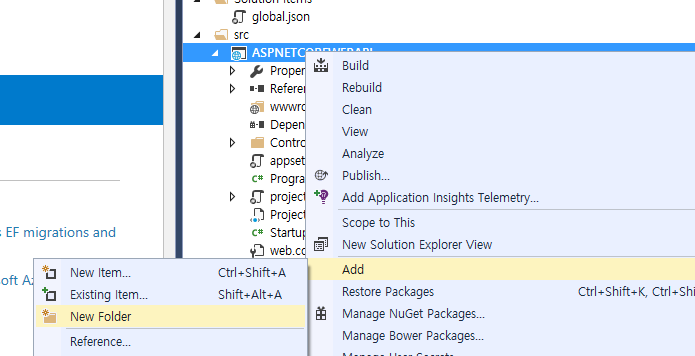 Solution Items
global.json
src
ASPNETCOREWEBAPI
Build
Proper
Rebuild
Refere
Clean
wwwro
View
Depen
Analyze
Contro
appset
Publish...
Progra
Add Application Insights Telemetry...
project
Scope to This
Project
New Solution Explorer View
Startup
web.co
EF migrations and
Add
New Item... Ctrl+Shift+A
Restore Packages Ctrl+Shift+K, Ctrl+Shi
soft Az
Existing Item... Shift+Alt+A
Manage NuGet Packages...
New Folder
Manage Bower Packages...
Reference...
Manage User Secrets